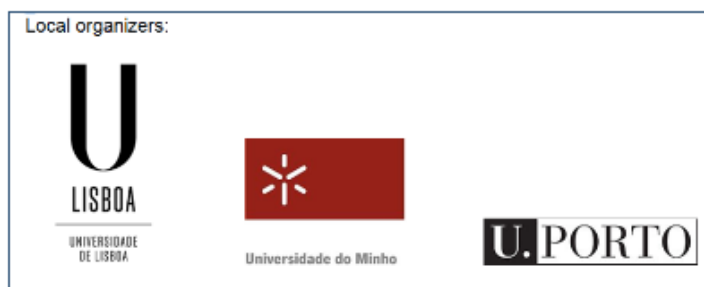 Local organizers:
U
LISBOA
UNIVERSIDADE
DE LISBOA
Universidade do Minho
U. PORTO